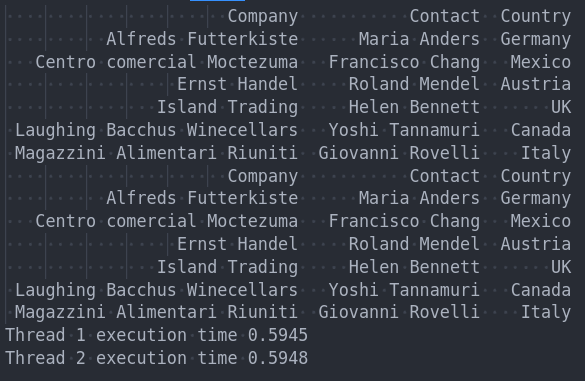 Company Contact Country
Alfreds Futterkiste Maria Anders Germany
Centro comercial Moctezuma Francisco Chang Mexico
Ernst Handel Roland Mendel Austria
Island Trading Helen Bennett UK
Laughing Bacchus Winecellars Yoshi Tannamuri Canada
Magazzini Alimentari Riuniti Giovanni Rovelli Italy
Company Contact Country
Alfreds Futterkiste Maria Anders Germany
Centro comercial Moctezuma Francisco Chang Mexico
Ernst Handel Roland Mendel Austria
Island Trading Helen Bennett UK
Laughing Bacchus Winecellars Yoshi Tannamuri Canada
Magazzini Alimentari Riuniti Giovanni Rovelli Italy
Thread 1 execution time 0.5945
Thread 2 execution time 0.5948